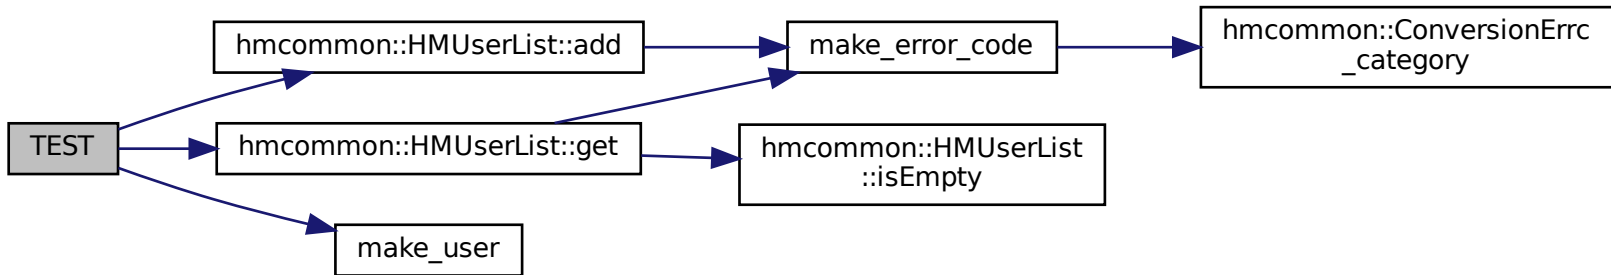 TEST
hmcommon::HMUserList::add
hmcommon::HMUserList::get
make_user
make_error_code
hmcommon::HMUserList
::isEmpty
hmcommon::ConversionErrc
_category